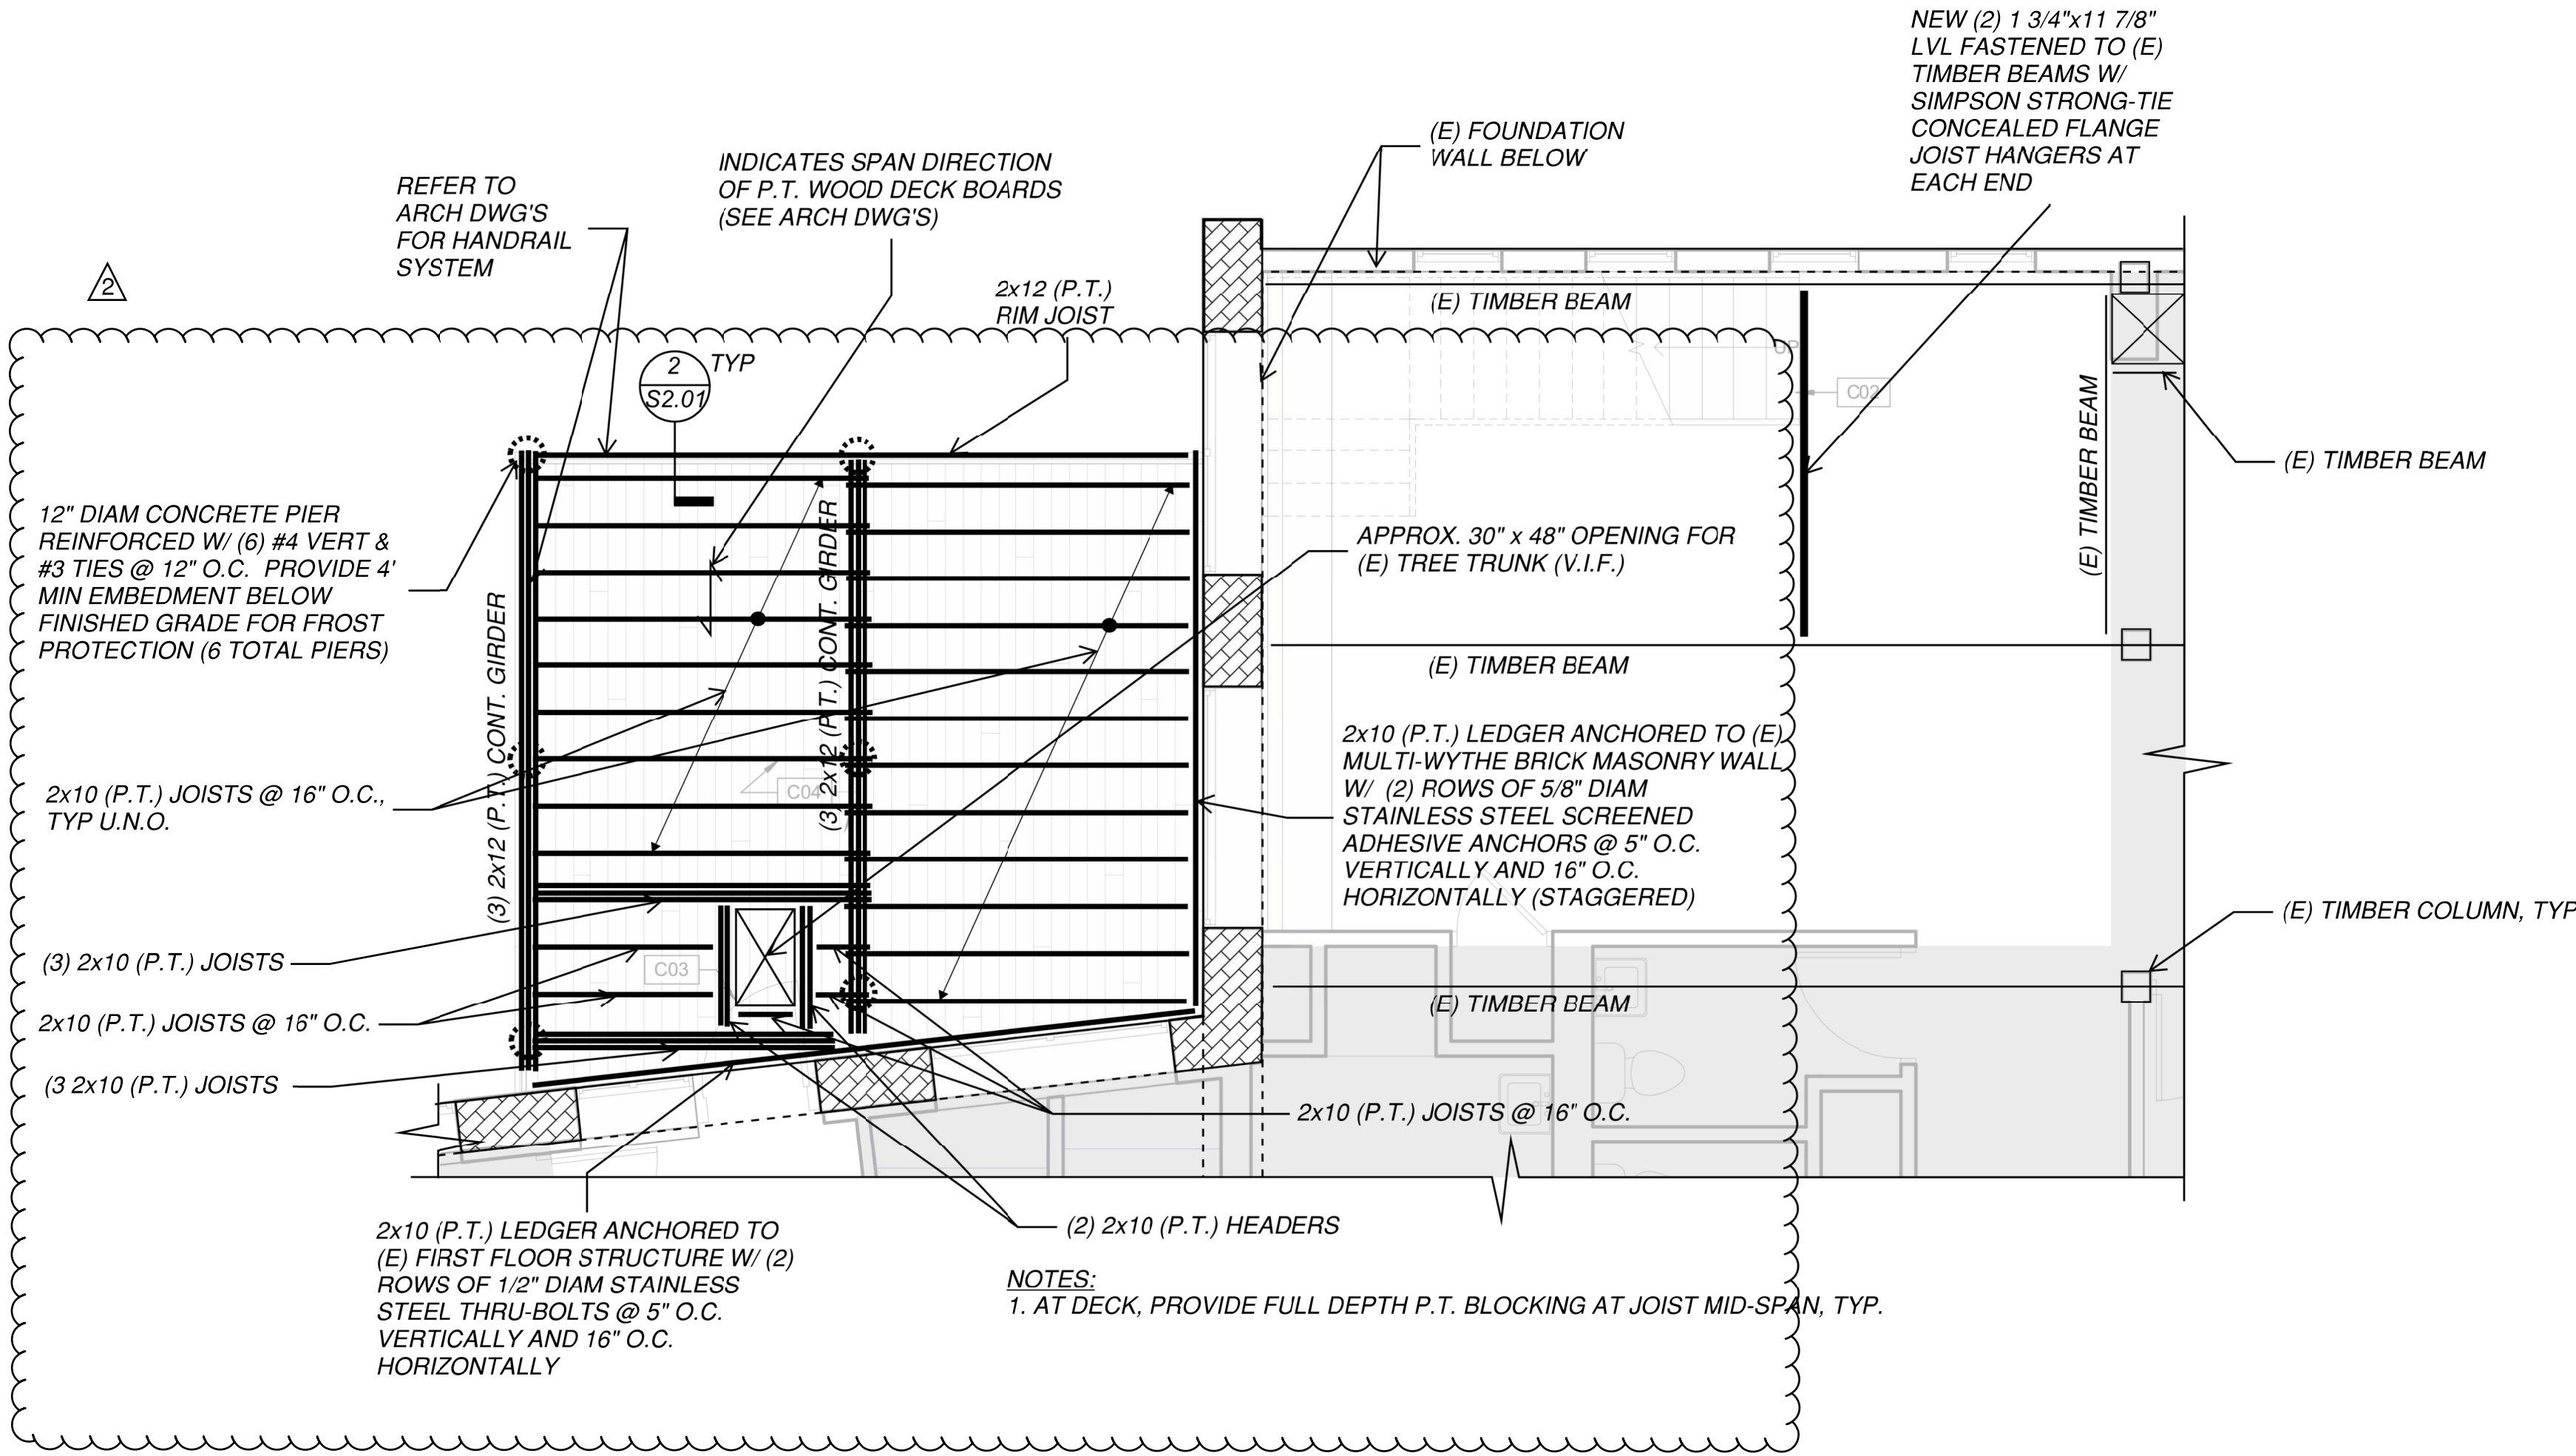 NEW (2) 1 3/4"x11 7/8"
LVL FASTENED TO (E)
TIMBER BEAMS W/
SIMPSON STRONG-TIE
CONCEALED FLANGE
JOIST HANGERS AT
EACH END
(E) FOUNDATION
WALL BELOW
INDICATES SPAN DIRECTION
OF P.T. WOOD DECK BOARDS
(SEE ARCH DWG'S)
REFER TO
ARCH DWG'S
FOR HANDRAIL
SYSTEM
2
2x12 (P.T.)
RIM JOIST
(E) TIMBER BEAM
2
S2.01
TYP
UP
C02
(E) TIMBER BEAM
(E) TIMBER BEAM
12" DIAM CONCRETE PIER
REINFORCED W/ (6) #4 VERT &
#3 TIES @ 12" O.C.  PROVIDE 4'
MIN EMBEDMENT BELOW
FINISHED GRADE FOR FROST
PROTECTION (6 TOTAL PIERS)
(3) 2x12 (P.T.) CONT. GIRDER
(3) 2x12 (P.T.) CONT. GIRDER
APPROX. 30" x 48" OPENING FOR
(E) TREE TRUNK (V.I.F.)
(E) TIMBER BEAM
2x10 (P.T.) LEDGER ANCHORED TO (E)
MULTI-WYTHE BRICK MASONRY WALL
W/  (2) ROWS OF 5/8" DIAM
STAINLESS STEEL SCREENED
ADHESIVE ANCHORS @ 5" O.C.
VERTICALLY AND 16" O.C.
HORIZONTALLY (STAGGERED)
2x10 (P.T.) JOISTS @ 16" O.C.,
TYP U.N.O.
C04
(E) TIMBER COLUMN, TYP
(3) 2x10 (P.T.) JOISTS
C03
(E) TIMBER BEAM
2x10 (P.T.) JOISTS @ 16" O.C.
(3 2x10 (P.T.) JOISTS
2x10 (P.T.) JOISTS @ 16" O.C.
(2) 2x10 (P.T.) HEADERS
2x10 (P.T.) LEDGER ANCHORED TO
(E) FIRST FLOOR STRUCTURE W/ (2)
ROWS OF 1/2" DIAM STAINLESS
STEEL THRU-BOLTS @ 5" O.C.
VERTICALLY AND 16" O.C.
HORIZONTALLY
NOTES:
1. AT DECK, PROVIDE FULL DEPTH P.T. BLOCKING AT JOIST MID-SPAN, TYP.